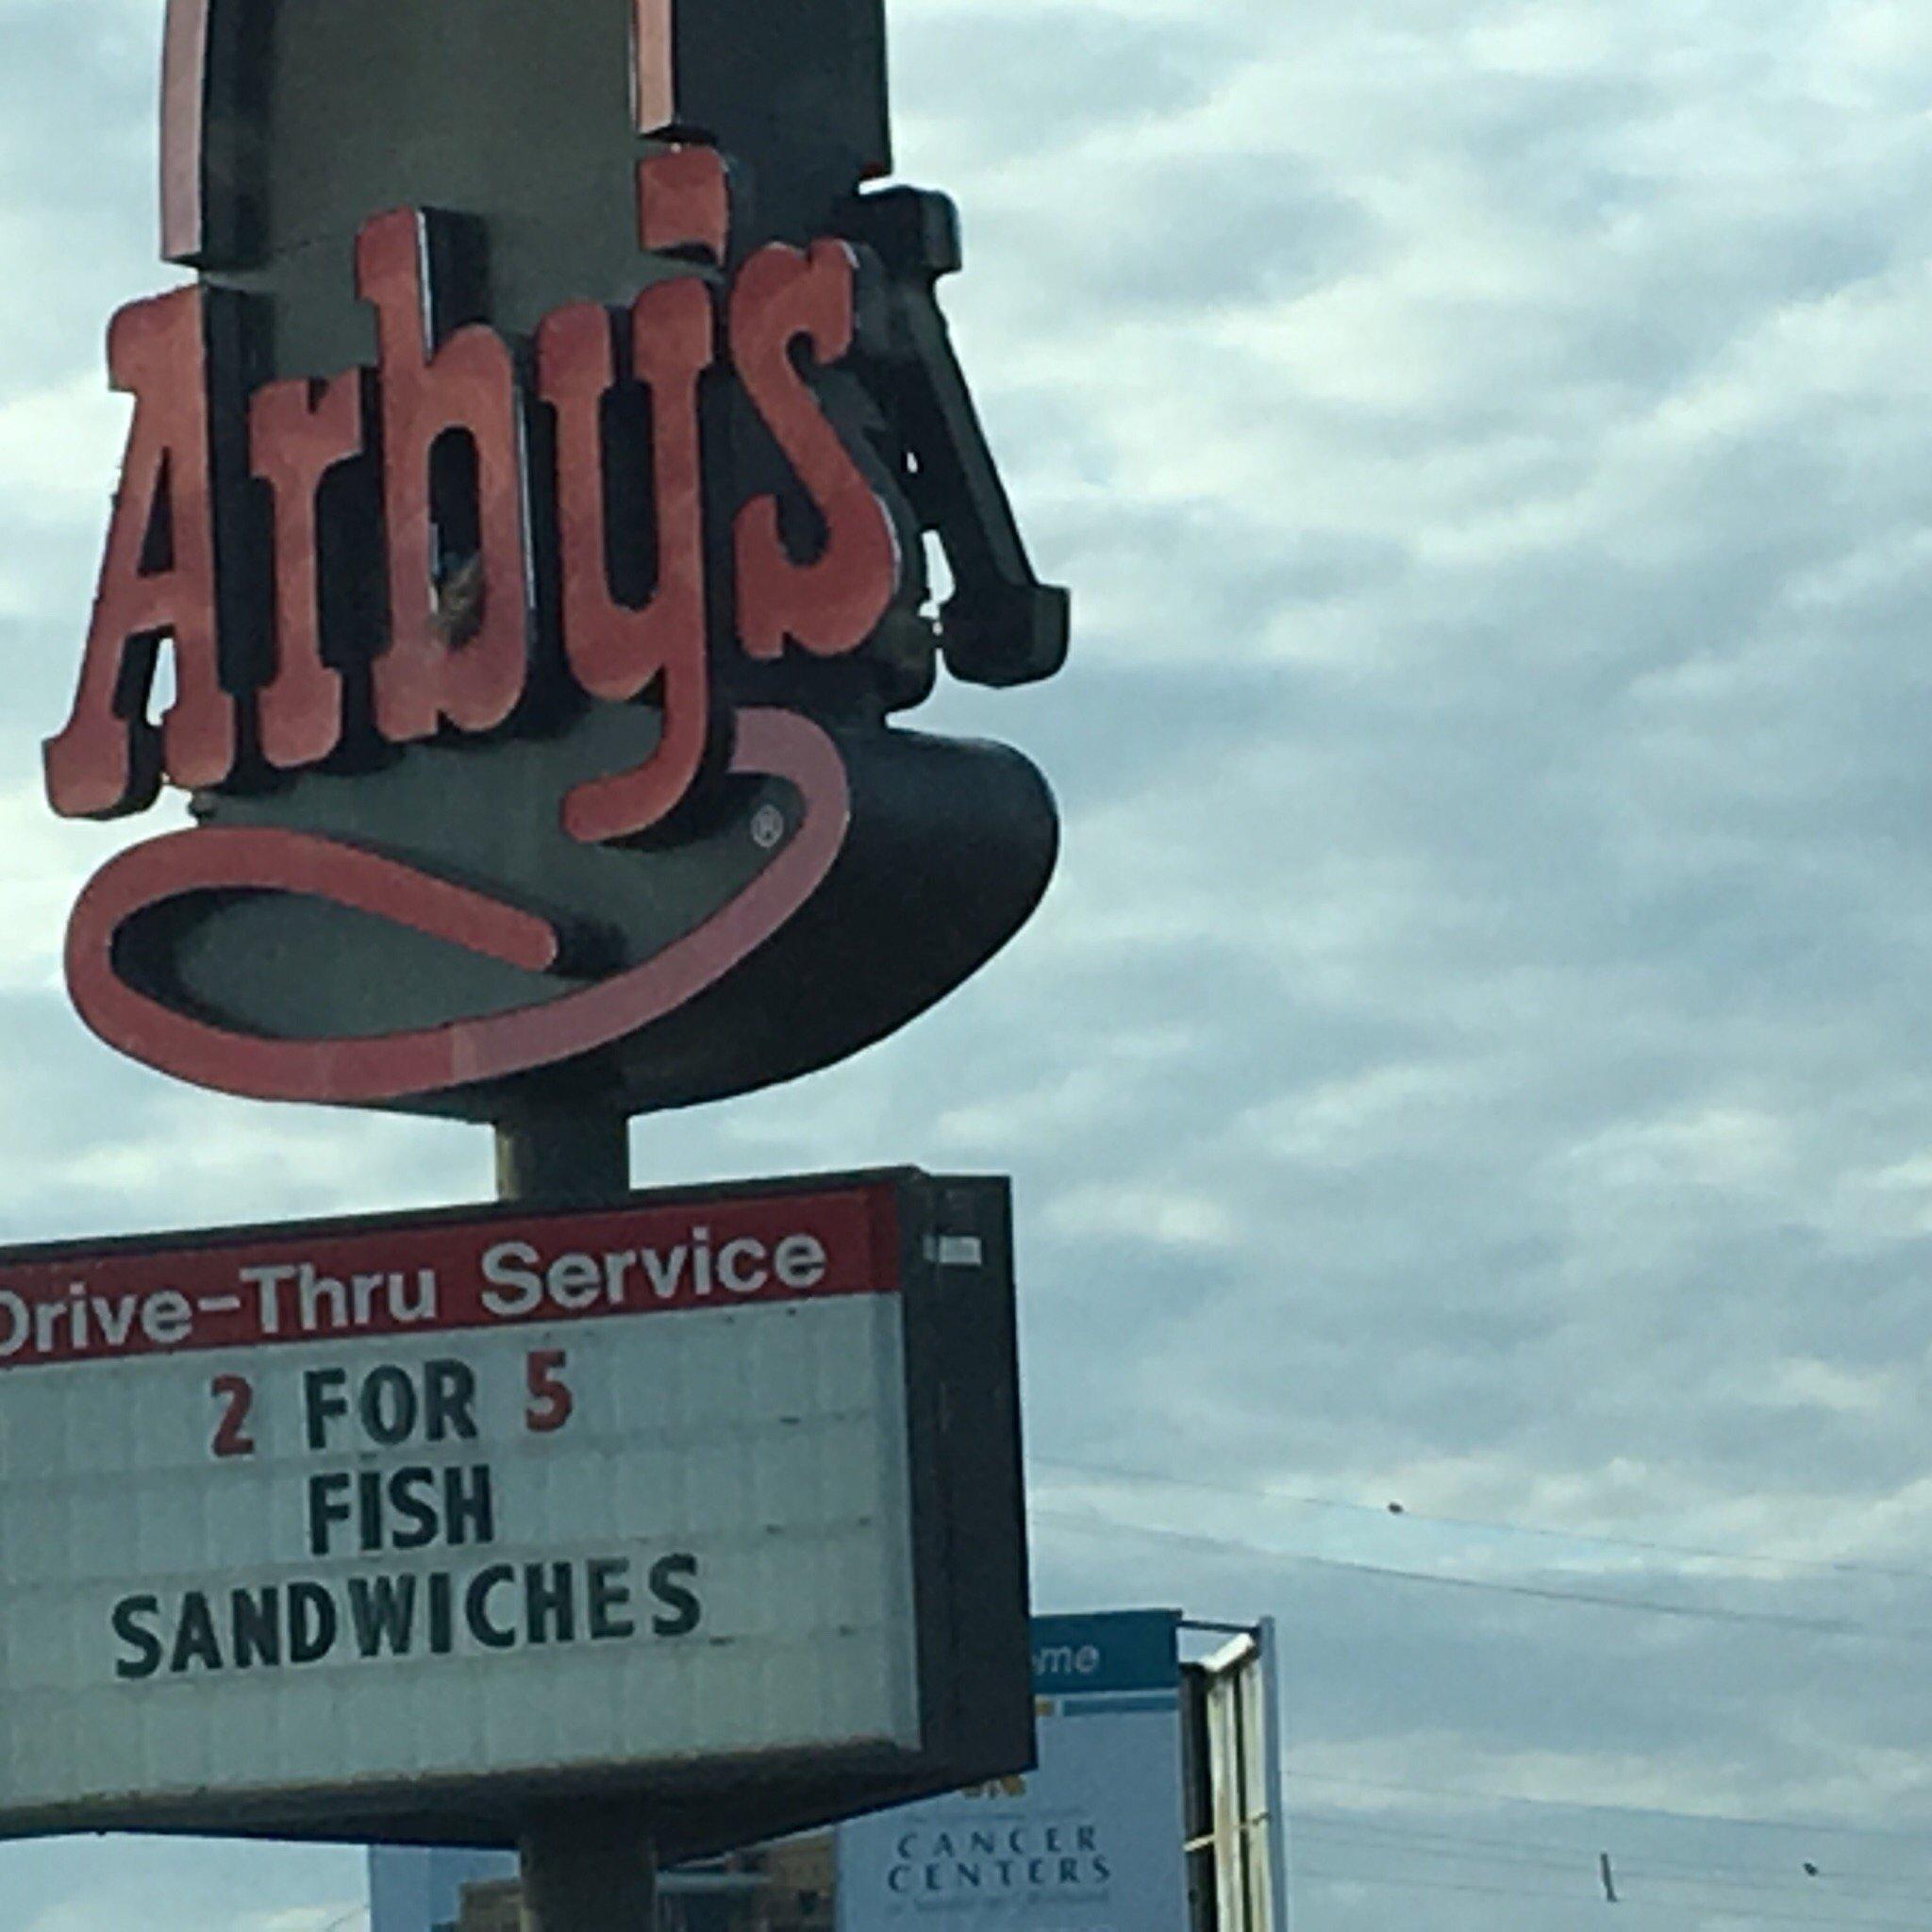 Arby's
®
Drive-Thru Service
2 FOR 5
FISH
SANDWICHES
CANCER
CENTERS